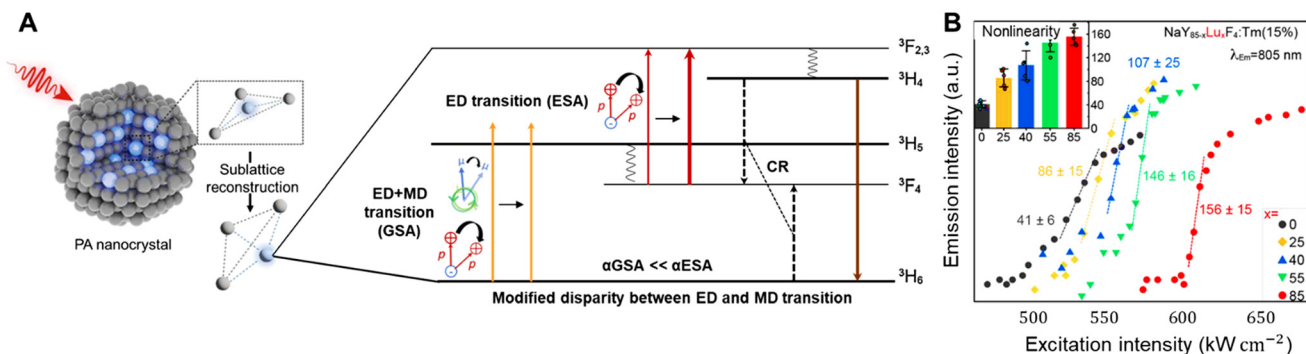 A
PA nanocrystal
Sublattice
reconstruction
ED+MD
transition
(GSA)
μ
μ
p
p
ED transition (ESA)
p
p
αGSA << αESA
CR
³F₂,₃
³H₄
³H₅
³F₄
³H₆
Modified disparity between ED and MD transition
B
Emission intensity (a.u.)
Nonlinearity
160
120
80
40
0
0 25 40 55 85
NaY₈₅₋ₓLuₓF₄:Tm(15%)
λEm=805 nm
107 ± 25
86 ± 15
146 ± 16
41 ± 6
156 ± 15
x=
0
25
40
55
85
500 550 600 650
Excitation intensity (kW cm⁻²)